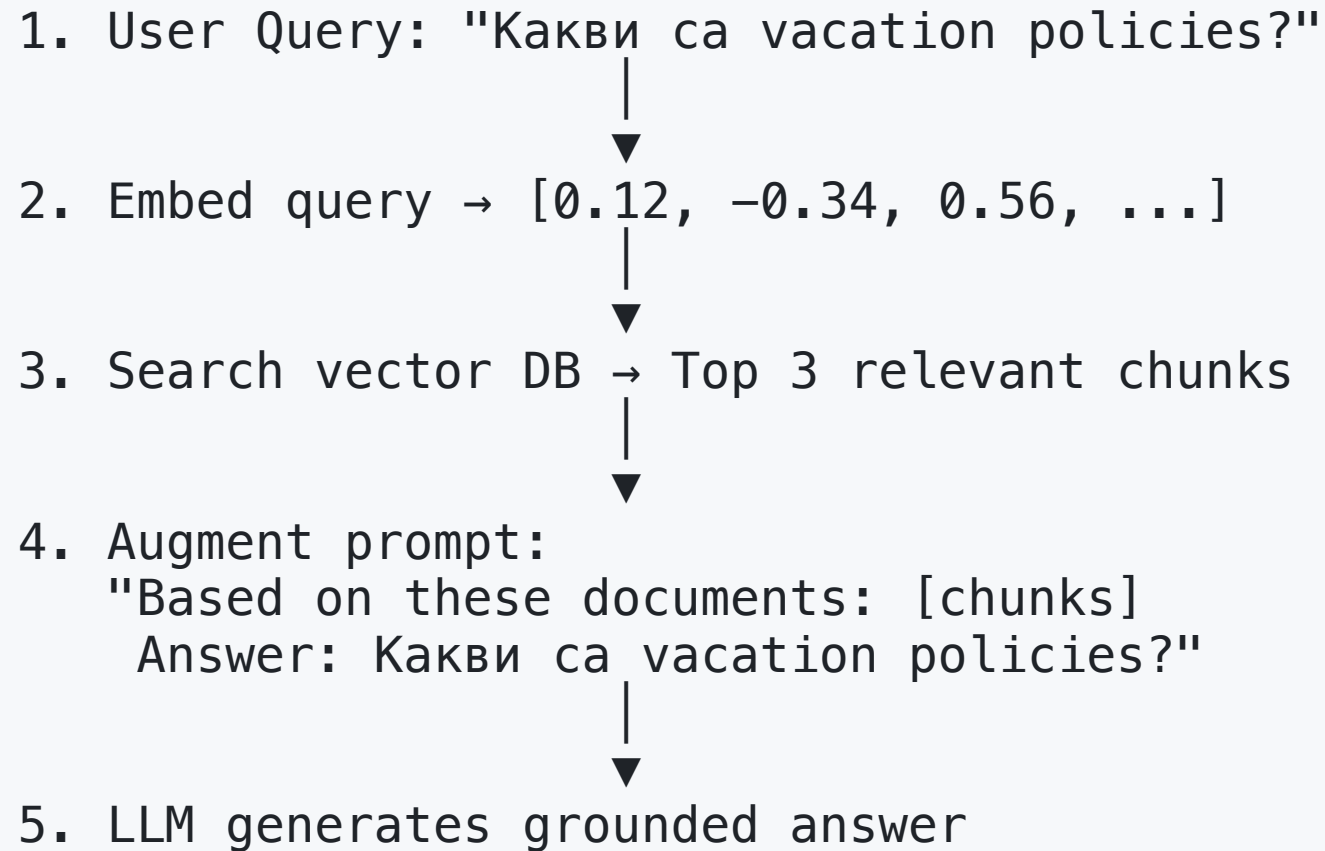 1. User Query: "Какви са vacation policies?"
2. Embed query → [0.12, −0.34, 0.56, ...]
3. Search vector DB → Top 3 relevant chunks
4. Augment prompt:
"Based on these documents: [chunks]
Answer: Какви са vacation policies?"
5. LLM generates grounded answer